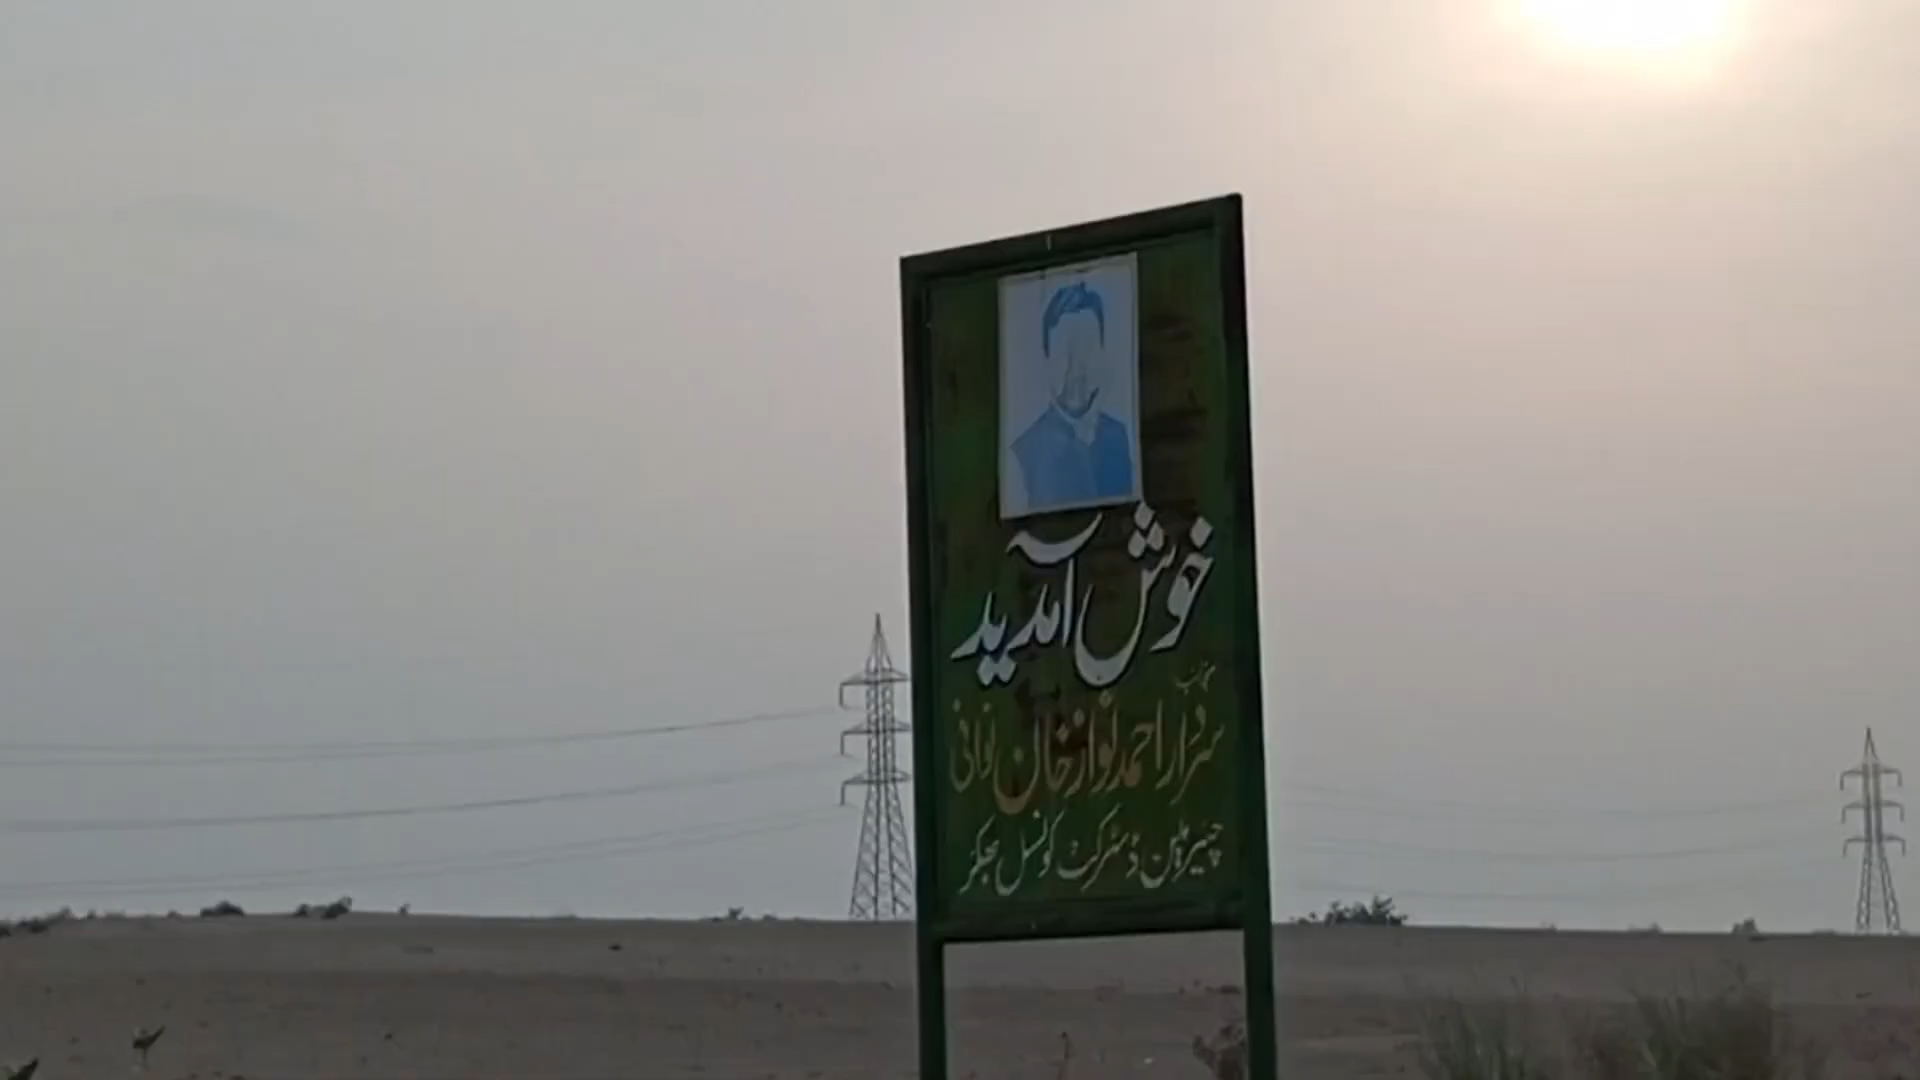 خوش آمدید
منجانب
سردار احمد نواز خان نوانی
چیئرمین ڈسٹرکٹ کونسل بھکر